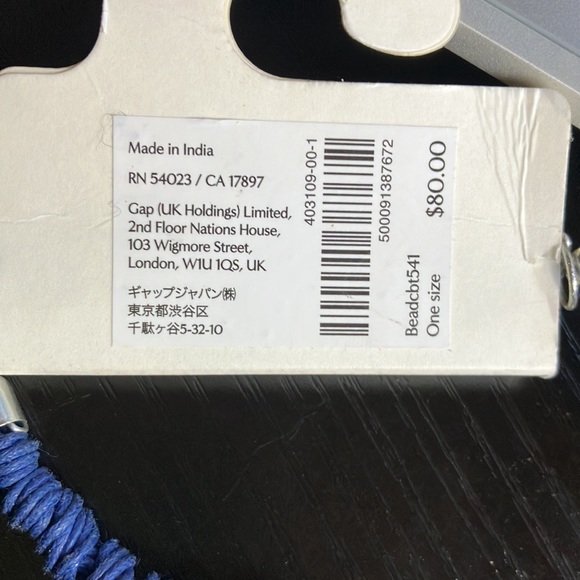 Made in India
RN 54023 / CA 17897
Gap (UK Holdings) Limited,
2nd Floor Nations House,
103 Wigmore Street,
London, W1U 1QS, UK
ギャップジャパン㈱
東京都渋谷区
千駄ヶ谷5-32-10
403109-00-1
500091387672
$80.00
Beadcbt541
One size